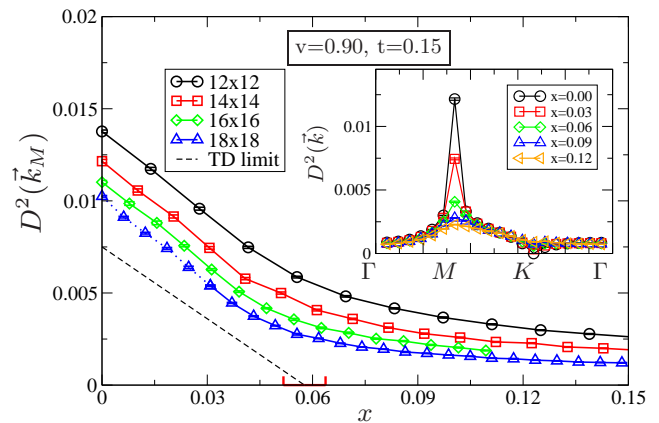 v=0.90, t=0.15
12x12
14x14
16x16
18x18
TD limit
x=0.00
x=0.03
x=0.06
x=0.09
x=0.12
D²(k⃗)
0.01
0.005
0
Γ M K Γ
D²(k⃗_M)
0.02
0.015
0.01
0.005
0
0 0.03 0.06 0.09 0.12 0.15
x